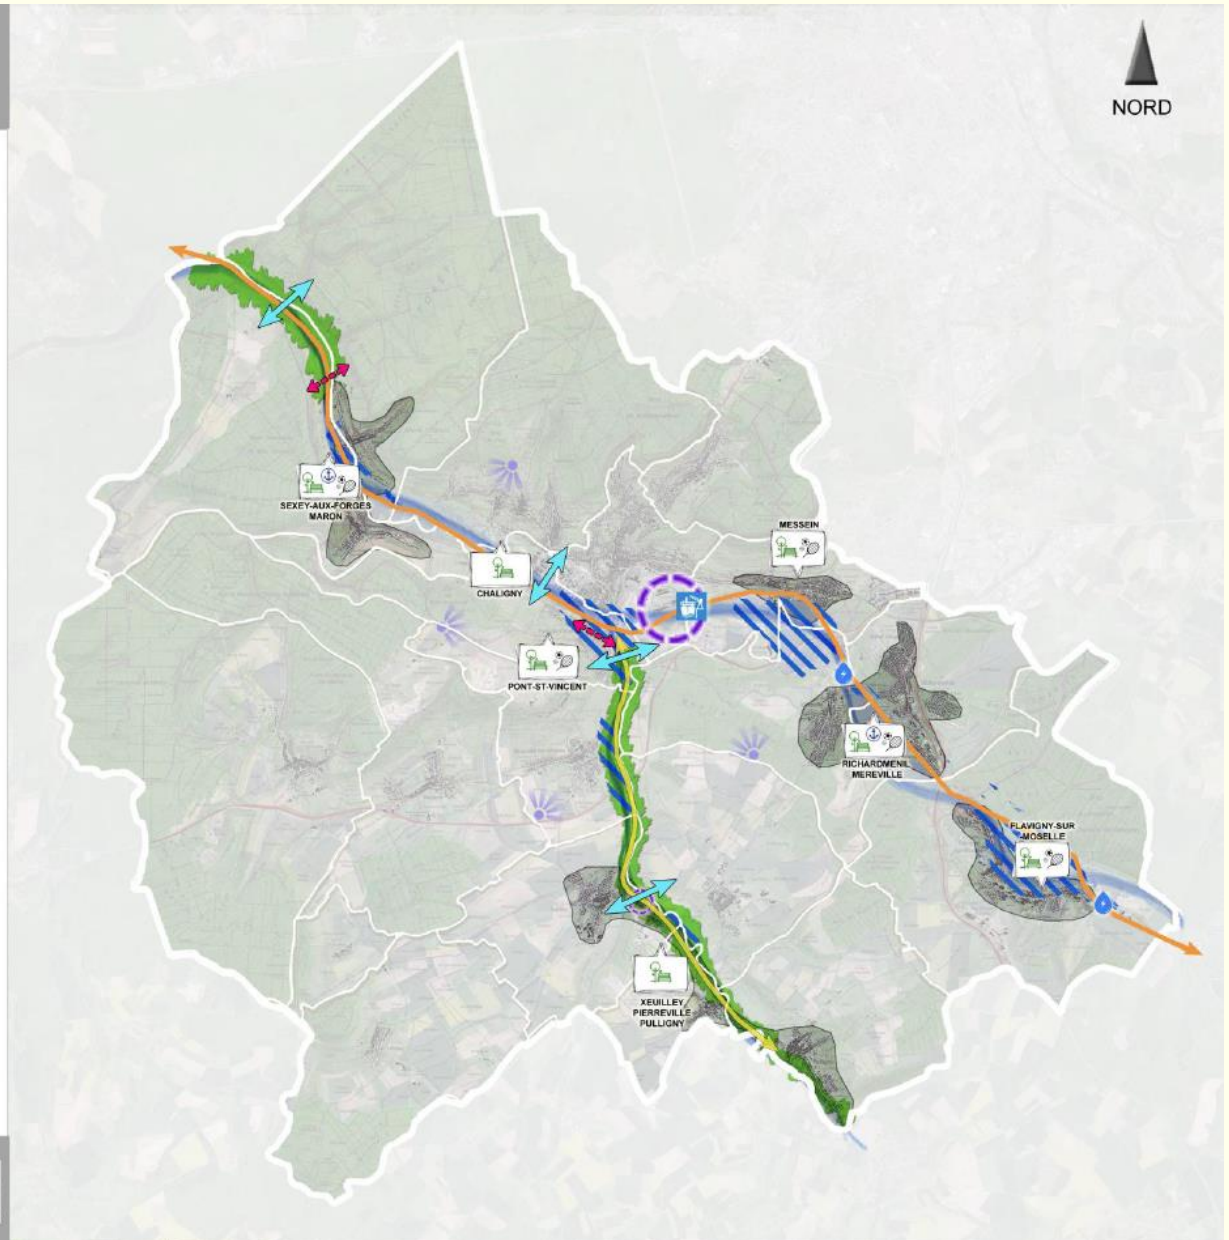 NORD
SEXEY-AUX-FORGES
MARON
MESSEIN
CHALIGNY
PONT-ST-VINCENT
RICHARDMENIL
MEREVILLE
FLAVIGNY-SUR
-MOSELLE
XEUILLEY
PIERREVILLE
PULLIGNY